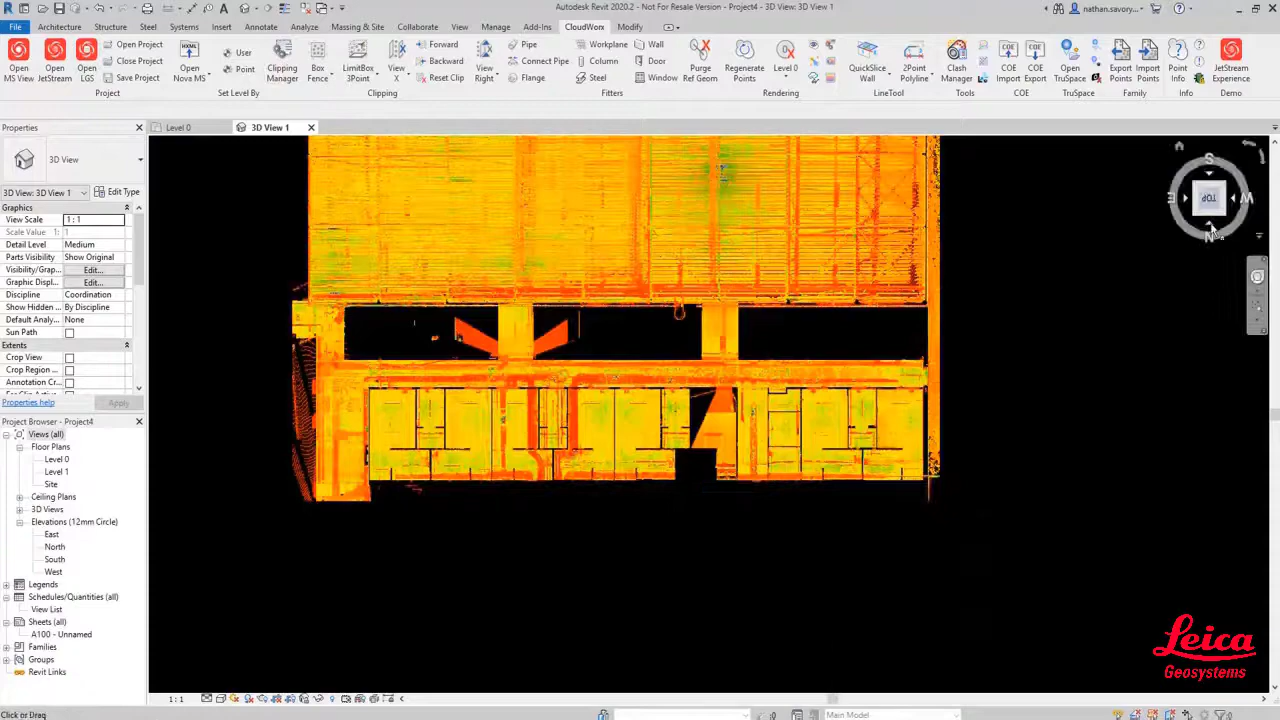 Autodesk Revit 2020.2 - Not For Resale Version - Project4 - 3D View: 3D View 1
nathan.savory...
File Architecture Structure Steel Systems Insert Annotate Analyze Massing & Site Collaborate View Manage Add-Ins CloudWorx Modify
Open MS View
Open JetStream
Open LGS
Open Project
Close Project
Save Project
Open Nova MS
User
Point
Clipping Manager
Box Fence
LimitBox 3Point
View X
Forward
Backward
Reset Clip
View Right
Pipe
Connect Pipe
Flange
Workplane
Column
Steel
Wall
Door
Window
Purge Ref Geom
Regenerate Points
Level 0
QuickSlice Wall
2Point Polyline
Clash Manager
COE Import
COE Export
Open TruSpace
Export Points
Import Points
Point Info
JetStream Experience
Project Set Level By Clipping Fitters Rendering LineTool Tools COE TruSpace Family Info Demo
Properties
Level 0
3D View 1
3D View
3D View: 3D View 1
Edit Type
Graphics
View Scale 1 : 1
Scale Value 1: 1
Detail Level Medium
Parts Visibility Show Original
Visibility/Grap... Edit...
Graphic Displ... Edit...
Discipline Coordination
Show Hidden ... By Discipline
Default Analy... None
Sun Path
Extents
Crop View
Crop Region ...
Annotation Cr...
Properties help
Apply
Project Browser - Project4
Views (all)
Floor Plans
Level 0
Level 1
Site
Ceiling Plans
3D Views
Elevations (12mm Circle)
East
North
South
West
Legends
Schedules/Quantities (all)
View List
Sheets (all)
A100 - Unnamed
Families
Groups
Revit Links
S
E
TOP
W
N
Leica
Geosystems
1 : 1
Click or Drag
Main Model